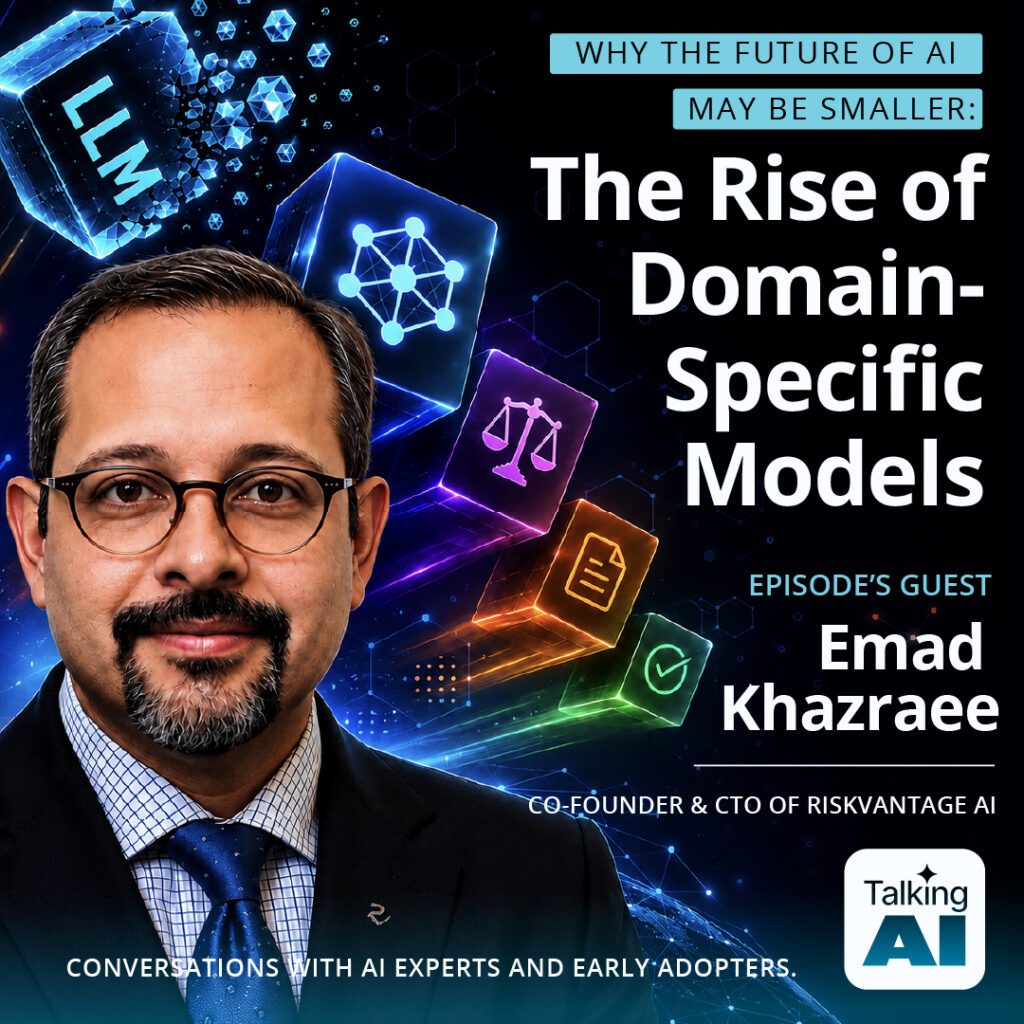 LLM
WHY THE FUTURE OF AI
MAY BE SMALLER:
The Rise of
Domain-
Specific
Models
EPISODE'S GUEST
Emad
Khazraee
CO-FOUNDER & CTO OF RISKVANTAGE AI
Talking
AI
CONVERSATIONS WITH AI EXPERTS AND EARLY ADOPTERS.